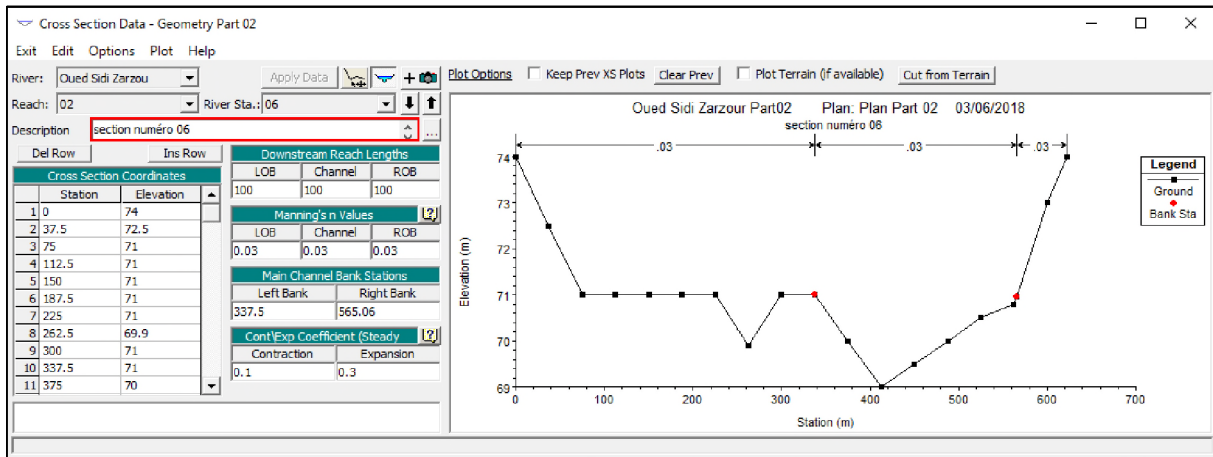 Cross Section Data - Geometry Part 02
Exit Edit Options Plot Help
River: Oued Sidi Zarzou Apply Data Plot Options Keep Prev XS Plots Clear Prev Plot Terrain (if available) Cut from Terrain
Reach: 02 River Sta.: 06
Description section numéro 06 ...
Del Row Ins Row
Cross Section Coordinates
Station Elevation
1 0 74
2 37.5 72.5
3 75 71
4 112.5 71
5 150 71
6 187.5 71
7 225 71
8 262.5 69.9
9 300 71
10 337.5 71
11 375 70
Downstream Reach Lengths
LOB Channel ROB
100 100 100
Manning's n Values ?
LOB Channel ROB
0.03 0.03 0.03
Main Channel Bank Stations
Left Bank Right Bank
337.5 565.06
Cont\Exp Coefficient (Steady ?
Contraction Expansion
0.1 0.3
Oued Sidi Zarzour Part02 Plan: Plan Part 02 03/06/2018
section numéro 06
.03 .03 .03
74
73
72
71
70
69
Elevation (m)
0 100 200 300 400 500 600 700
Station (m)
Legend
Ground
Bank Sta